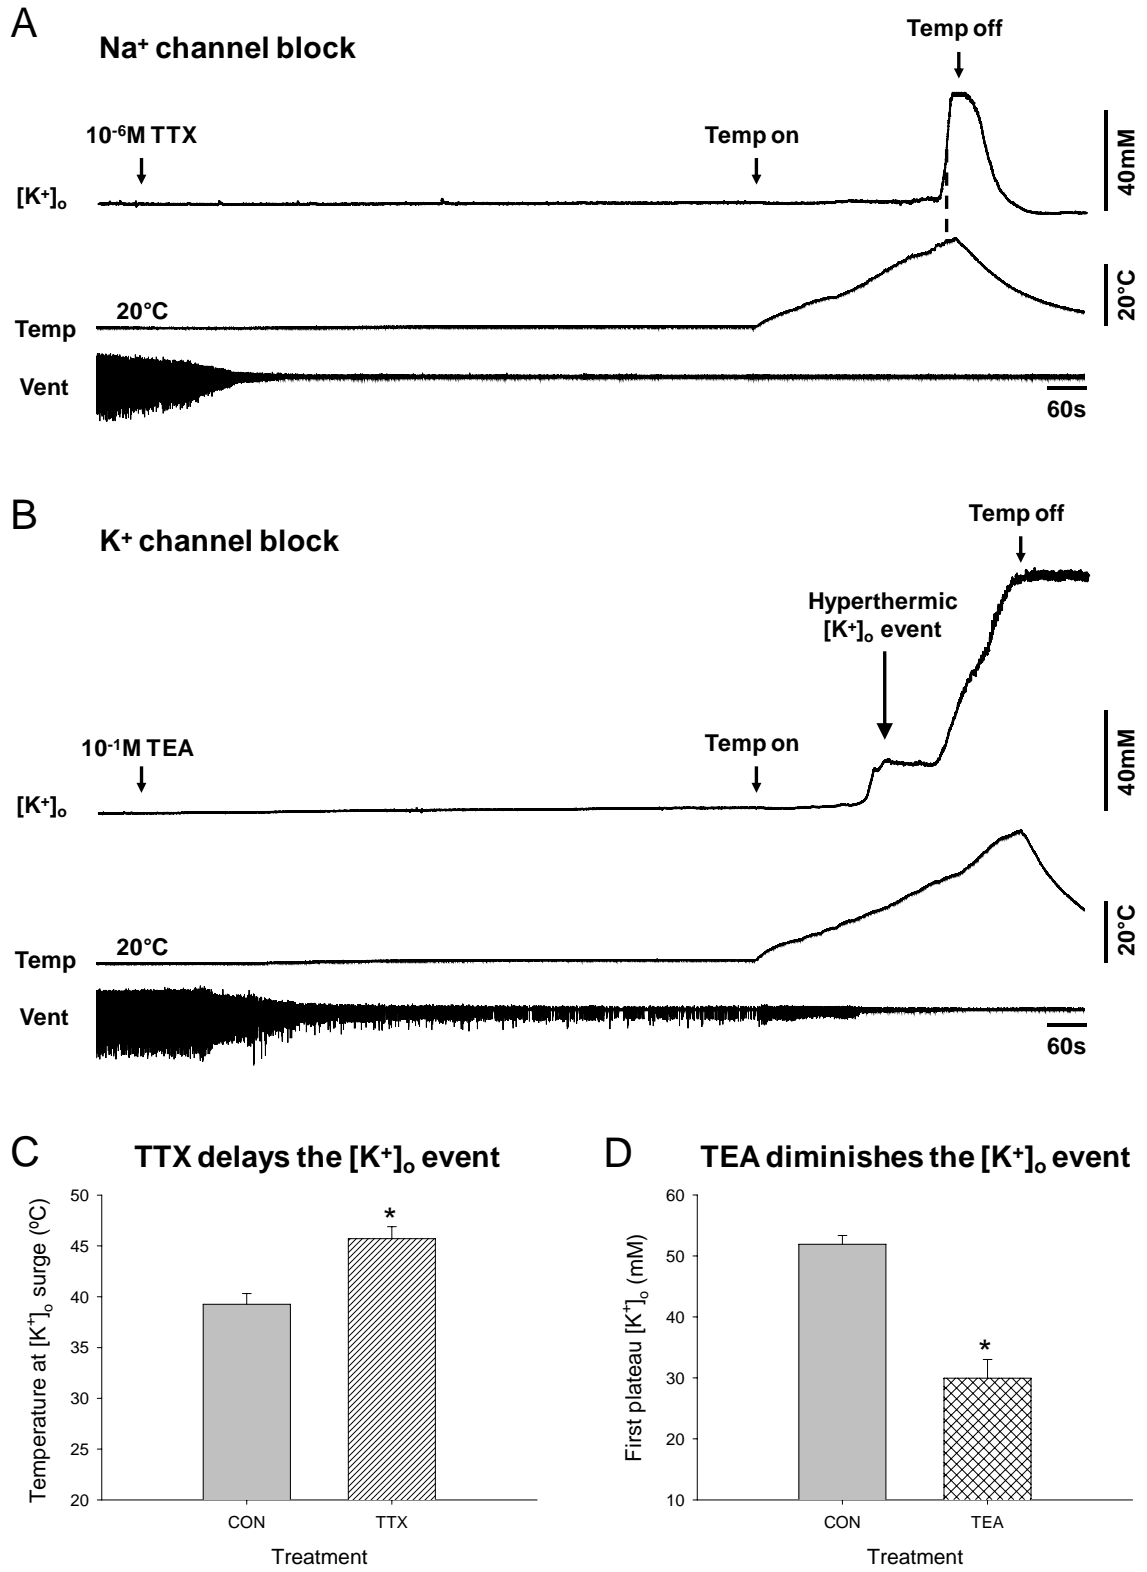 A
Na⁺ channel block
Temp off
10⁻⁶M TTX
Temp on
[K⁺]ₒ
40mM
20°C
Temp
20°C
Vent
60s
B
K⁺ channel block
Temp off
Hyperthermic
[K⁺]ₒ event
10⁻¹M TEA
Temp on
[K⁺]ₒ
40mM
20°C
Temp
20°C
Vent
60s
C
TTX delays the [K⁺]ₒ event
Temperature at [K⁺]ₒ surge (ºC)
50
45
40
35
30
25
20
*
CON
TTX
Treatment
D
TEA diminishes the [K⁺]ₒ event
First plateau [K⁺]ₒ (mM)
60
50
40
30
20
10
*
CON
TEA
Treatment